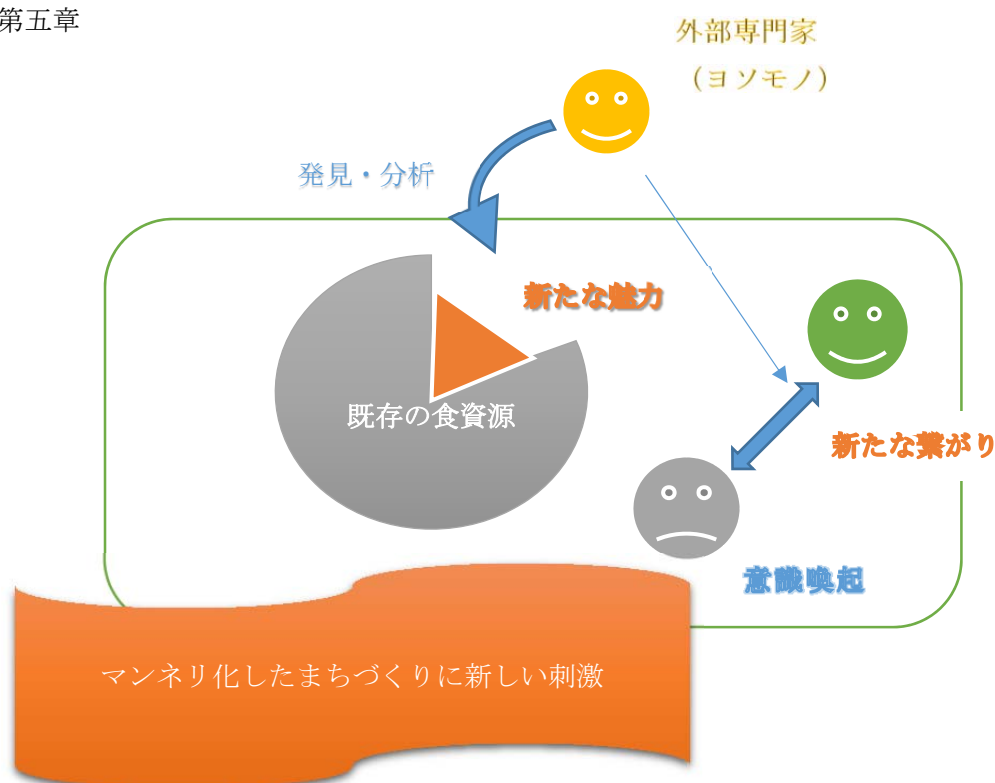 第五章
外部専門家
（ヨソモノ）
発見・分析
新たな魅力
既存の食資源
新たな繋がり
意識喚起
マンネリ化したまちづくりに新しい刺激